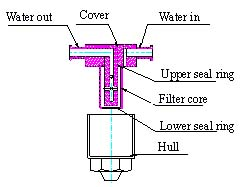 Water out
Cover
Water in
Upper seal ring
Filter core
Lower seal ring
Hull